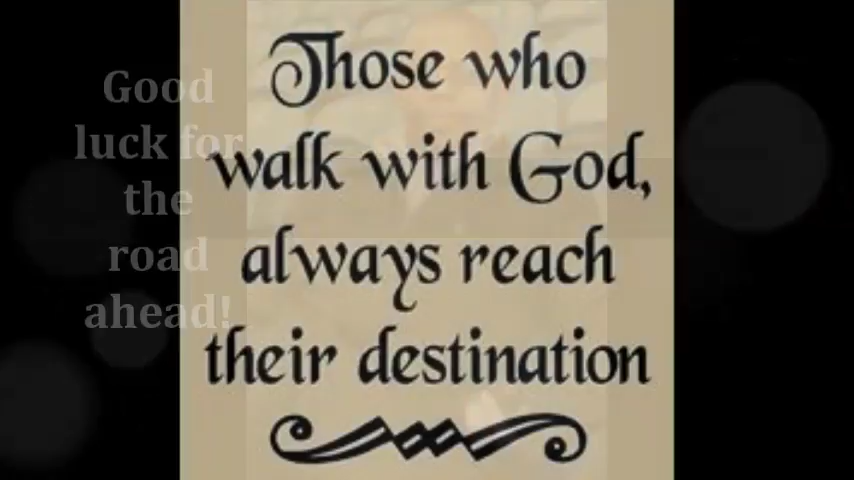 Good
luck for
the
road
ahead!
Those who
walk with God,
always reach
their destination